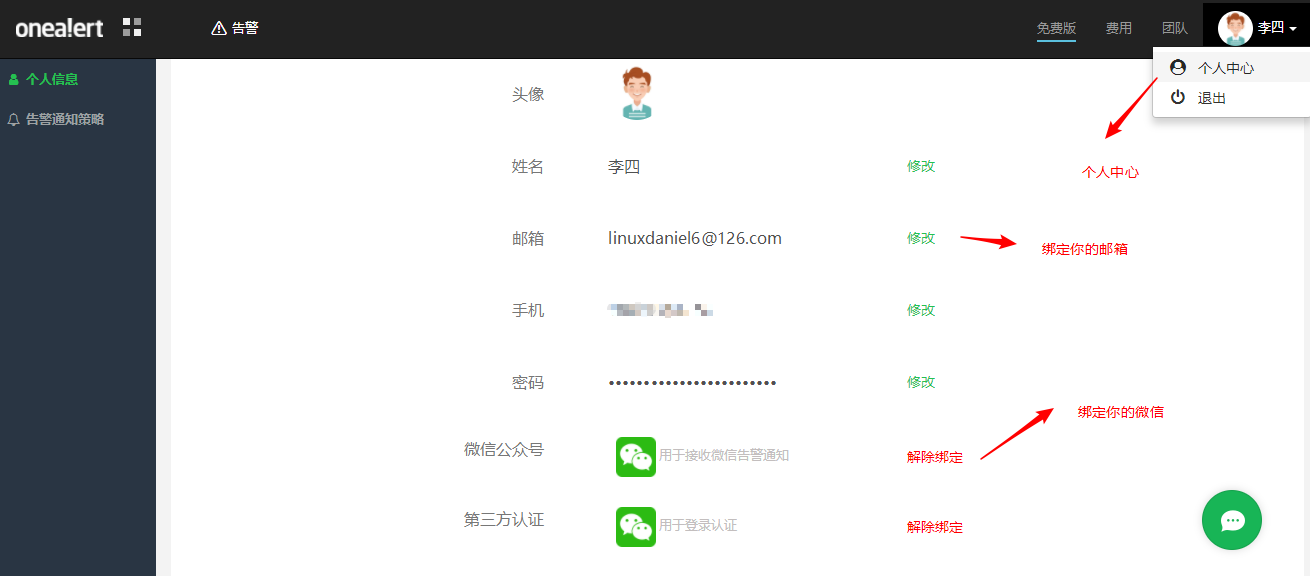 onealert
告警
免费版
费用
团队
李四
个人中心
退出
个人信息
告警通知策略
头像
姓名
李四
修改
个人中心
邮箱
linuxdaniel6@126.com
修改
绑定你的邮箱
手机
修改
密码
•••••••••••••••••••••••••
修改
绑定你的微信
微信公众号
用于接收微信告警通知
解除绑定
第三方认证
用于登录认证
解除绑定